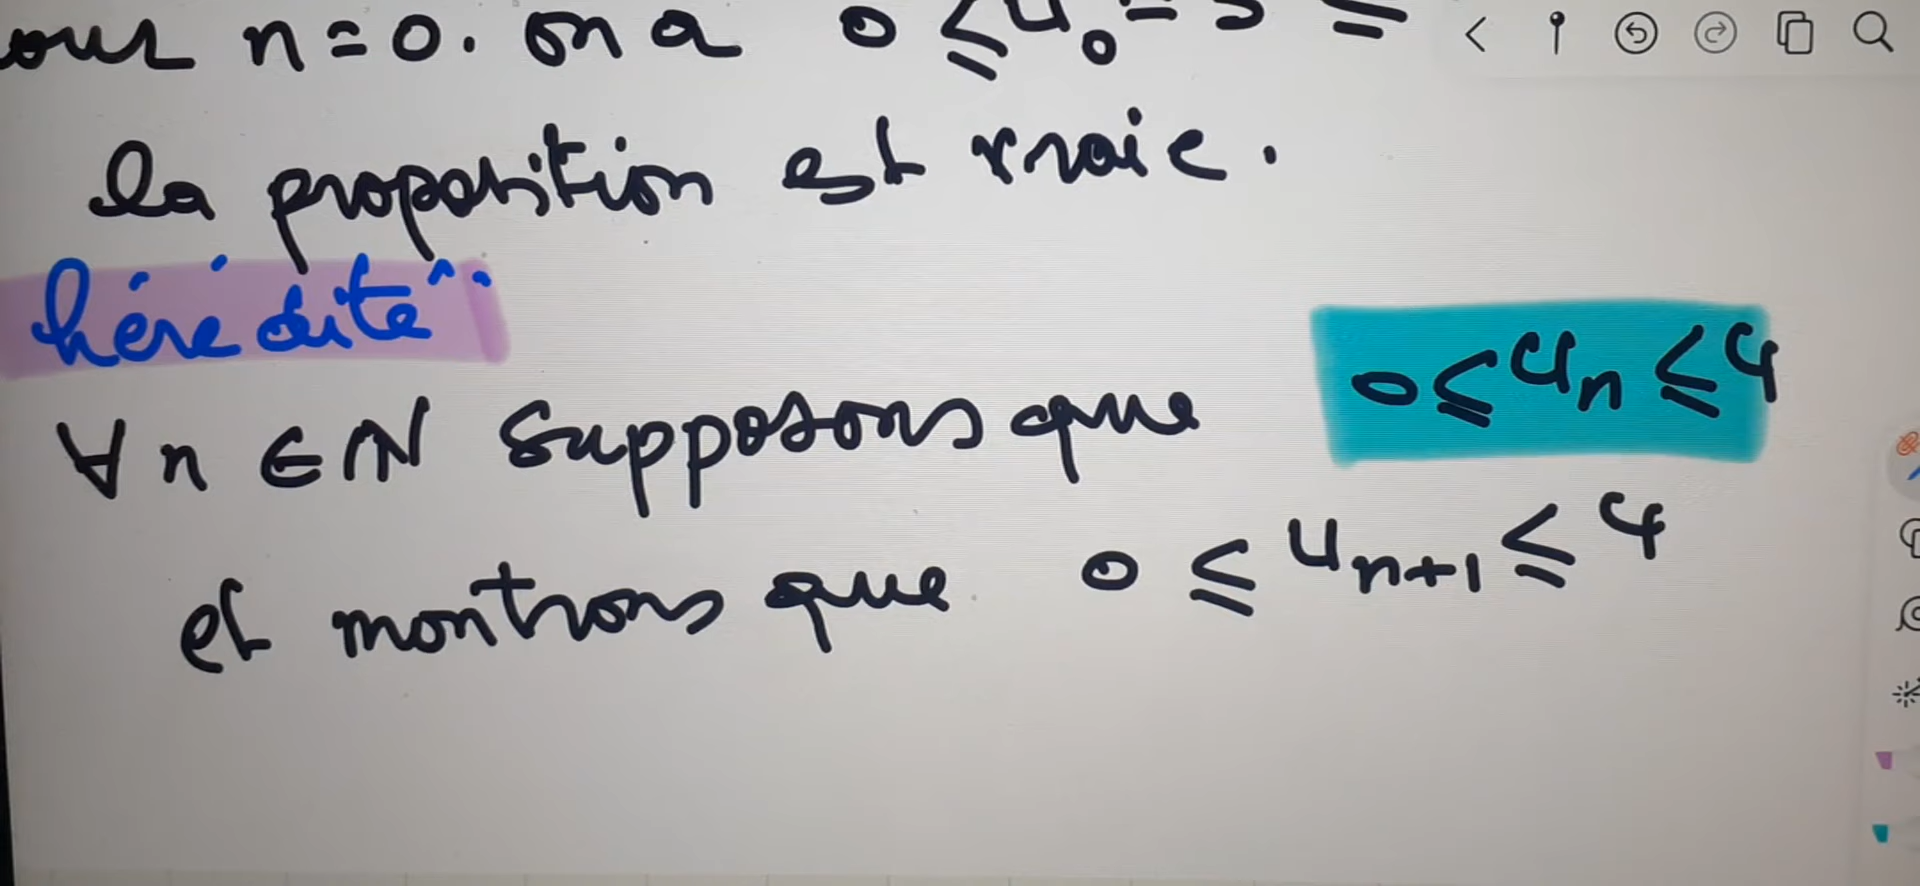 our n=0. on a 0 ≤ u₀ = 3 ≤
la proposition est vraie.
hérédité :
∀ n ∈ ℕ supposons que 0 ≤ uₙ ≤ 4
et montrons que 0 ≤ uₙ₊₁ ≤ 4